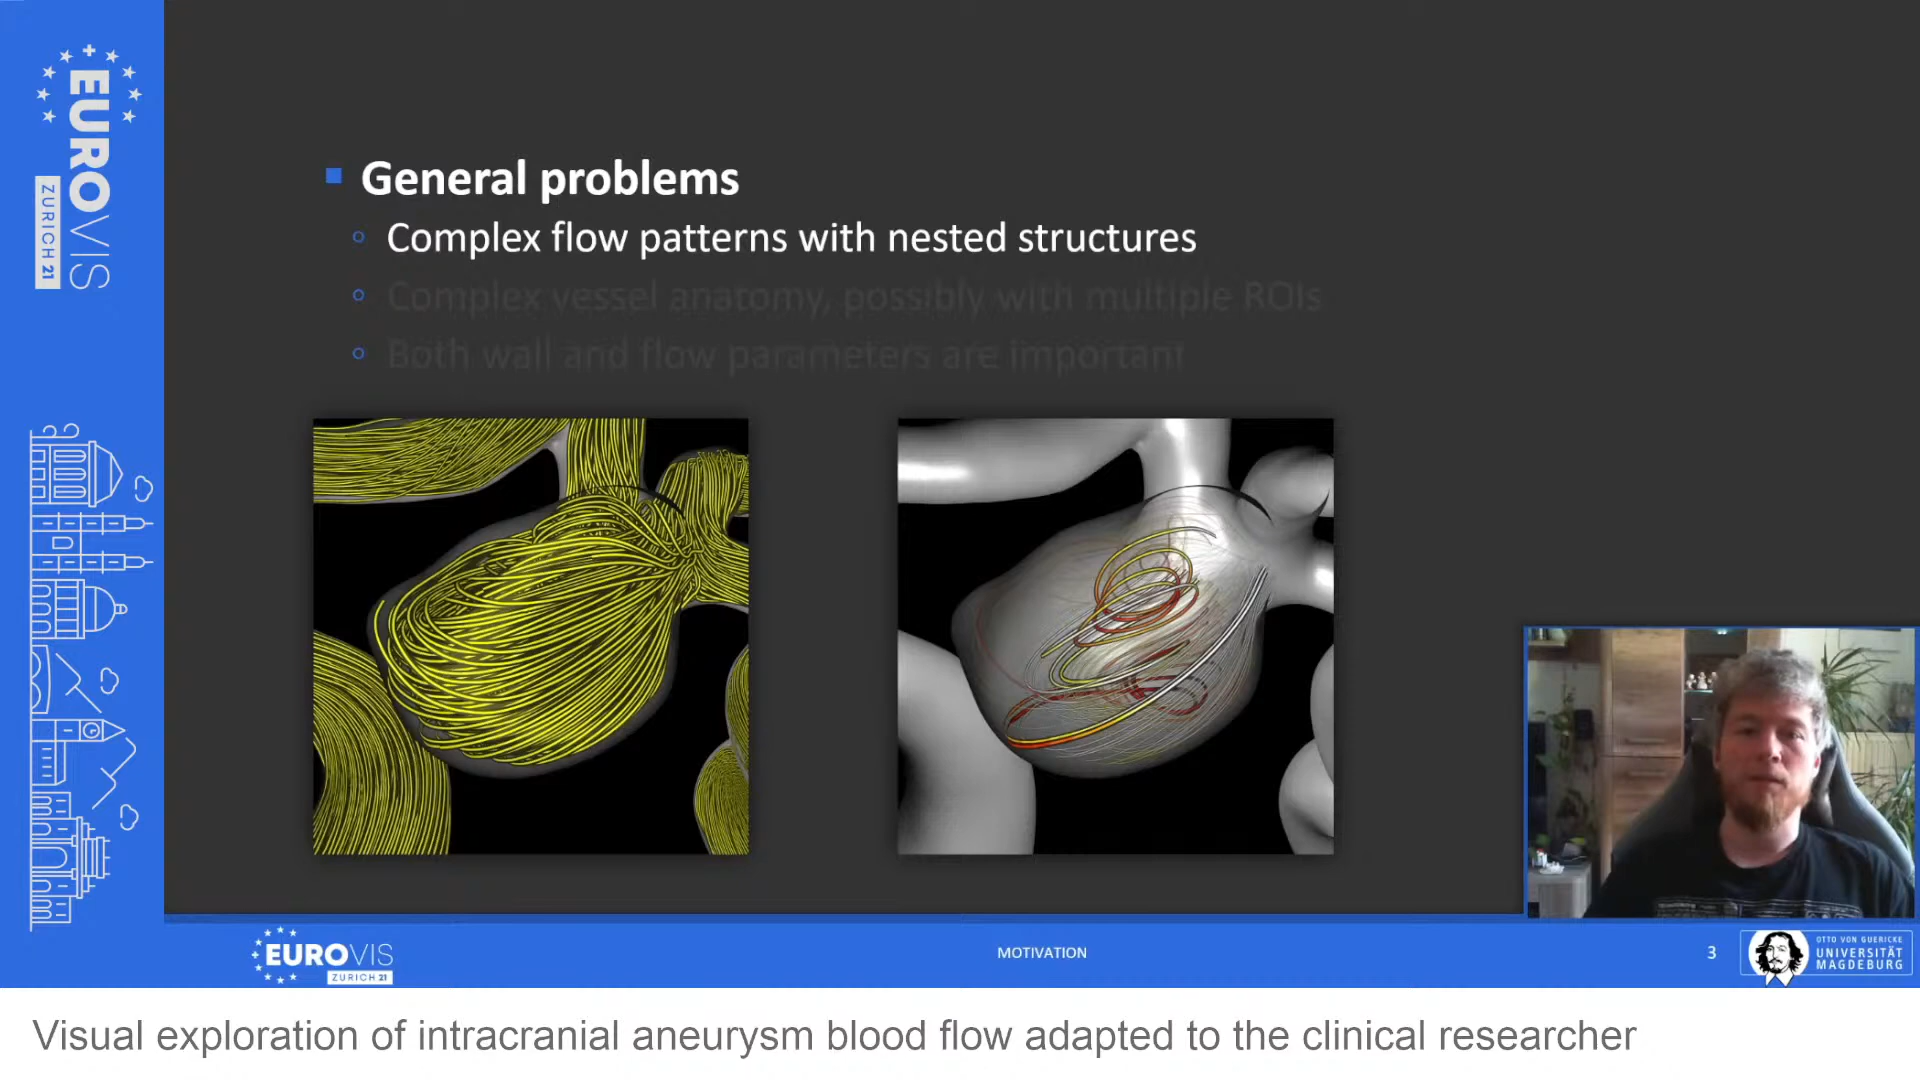 EUROVIS
ZURICH 21
General problems
Complex flow patterns with nested structures
Complex vessel anatomy, possibly with multiple ROIs
Both wall and flow parameters are important
EUROVIS
ZURICH 21
MOTIVATION
3
OTTO VON GUERICKE
UNIVERSITÄT
MAGDEBURG
Visual exploration of intracranial aneurysm blood flow adapted to the clinical researcher